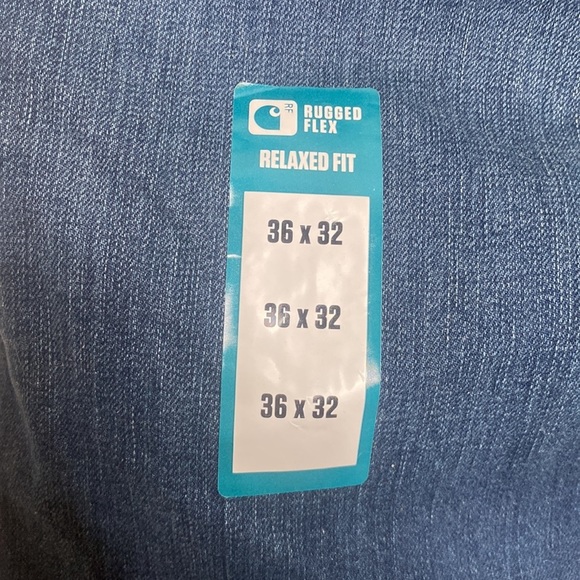 RF
RUGGED
FLEX
RELAXED FIT
36 x 32
36 x 32
36 x 32